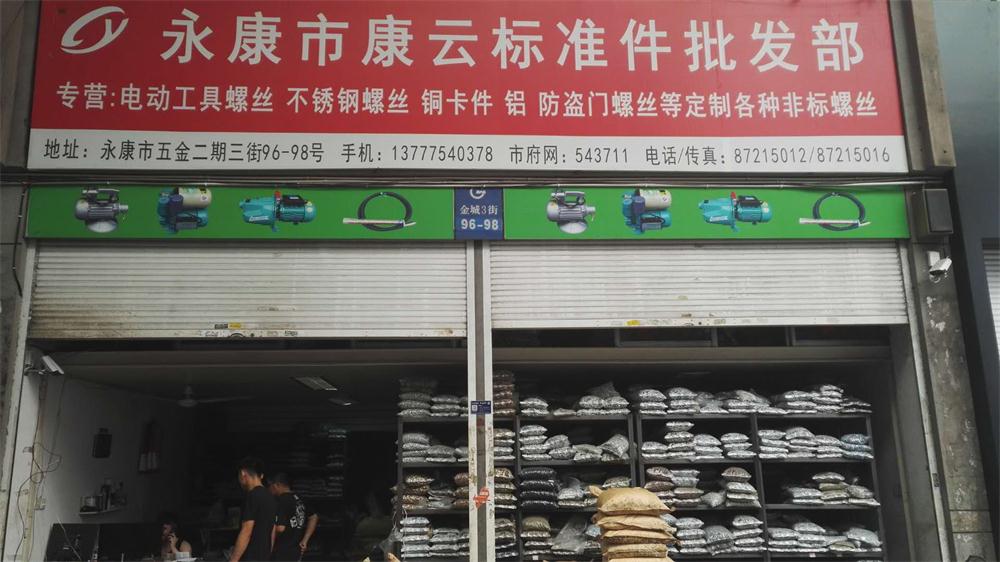 CY 永康市康云标准件批发部
专营:电动工具螺丝 不锈钢螺丝 铜卡件 铝 防盗门螺丝等定制各种非标螺丝
地址：永康市五金二期三街96-98号 手机：13777540378 市府网：543711 电话/传真：87215012/87215016
金城3街
96-98